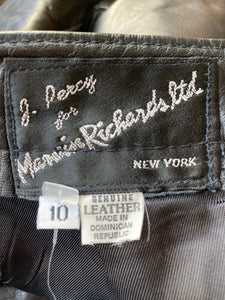 J. Percy
for
Marvin Richards, ltd
NEW YORK
10
GENUINE
LEATHER
MADE IN
DOMINICAN
REPUBLIC